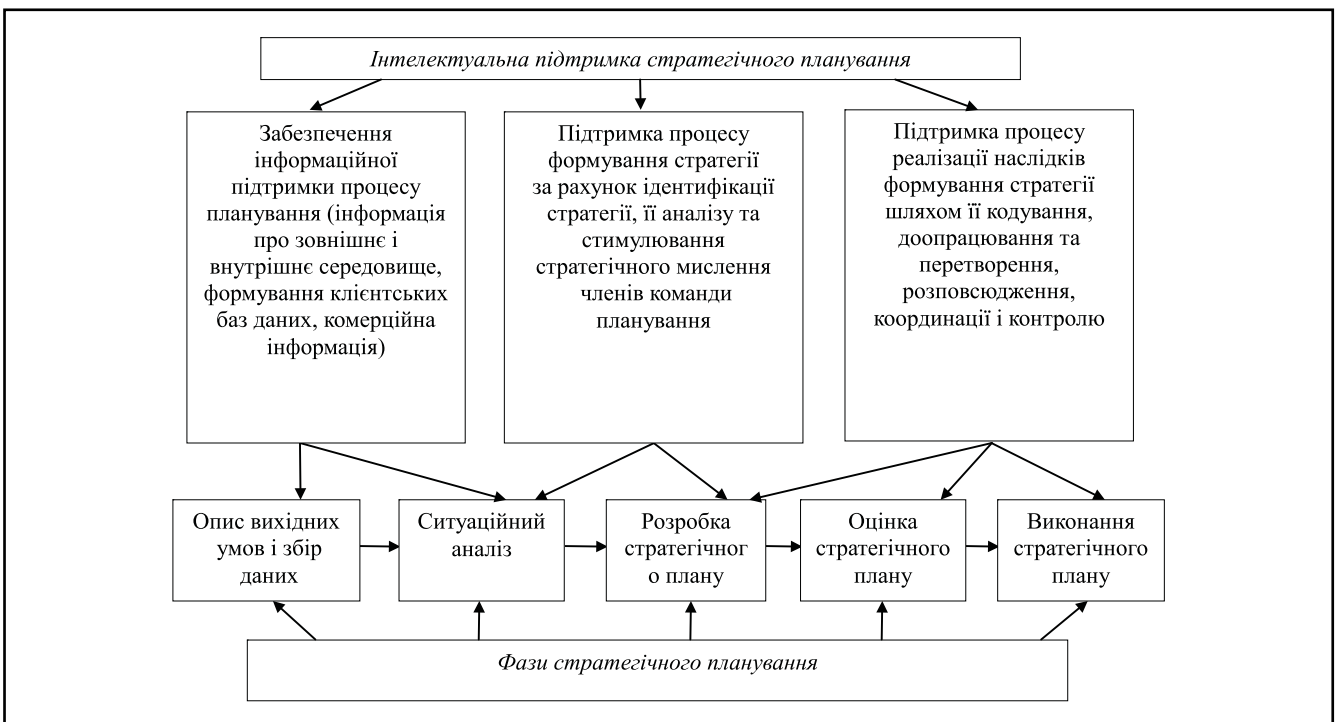 Інтелектуальна підтримка стратегічного планування
Забезпечення
інформаційної
підтримки процесу
планування (інформація
про зовнішнє і
внутрішнє середовище,
формування клієнтських
баз даних, комерційна
інформація)
Підтримка процесу
формування стратегії
за рахунок ідентифікації
стратегії, її аналізу та
стимулювання
стратегічного мислення
членів команди
планування
Підтримка процесу
реалізації наслідків
формування стратегії
шляхом її кодування,
доопрацювання та
перетворення,
розповсюдження,
координації і контролю
Опис вихідних
умов і збір
даних
Ситуаційний
аналіз
Розробка
стратегічног
о плану
Оцінка
стратегічного
плану
Виконання
стратегічного
плану
Фази стратегічного планування